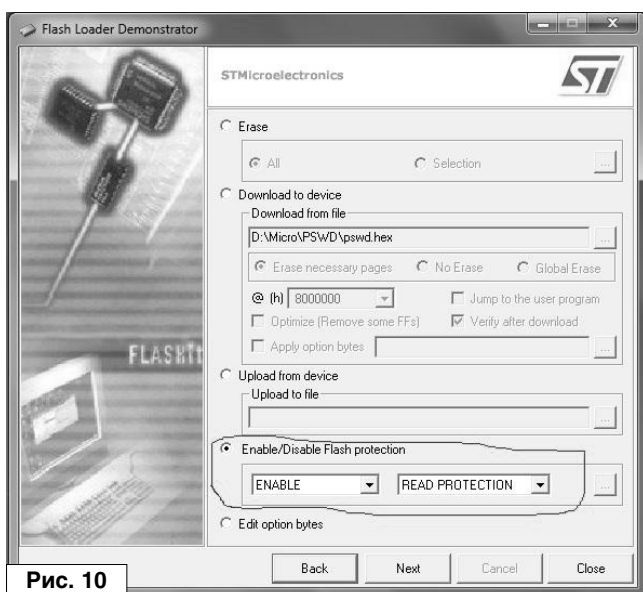 Flash Loader Demonstrator
STMicroelectronics
ST
Erase
All Selection ...
Download to device
Download from file
D:\Micro\PSWD\pswd.hex ...
Erase necessary pages No Erase Global Erase
@ (h) 8000000 Jump to the user program
Optimize (Remove some FFs) Verify after download
Apply option bytes ...
FLASHIt
Upload from device
Upload to file
...
Enable/Disable Flash protection
ENABLE READ PROTECTION ...
Edit option bytes
Back Next Cancel Close
Рис. 10